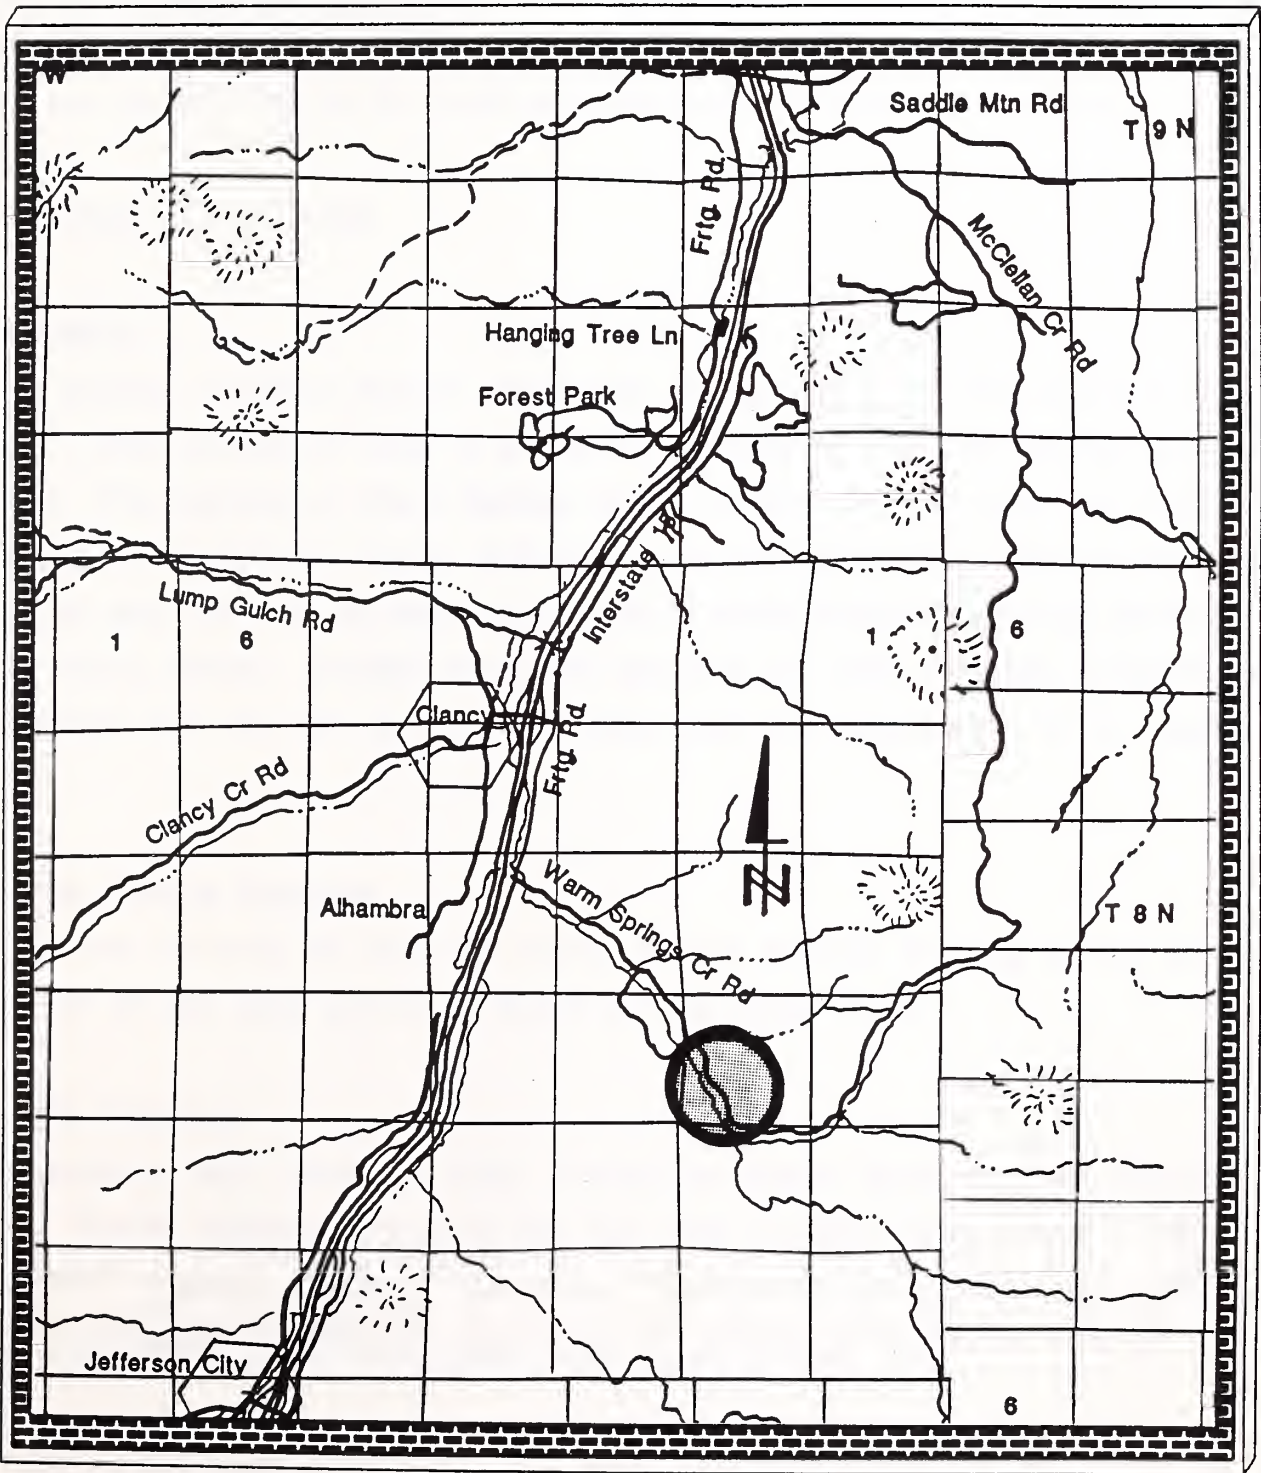 W
Saddle Mtn Rd
T 9 N
Frtg. Rd.
McClellan Cr Rd
Hanging Tree Ln
Forest Park
Interstate 15
Lump Gulch Rd
1
6
1
6
Clancy
Frtg. Rd.
Clancy Cr Rd
Warm Springs Cr Rd
N
Alhambra
T 8 N
Jefferson City
6